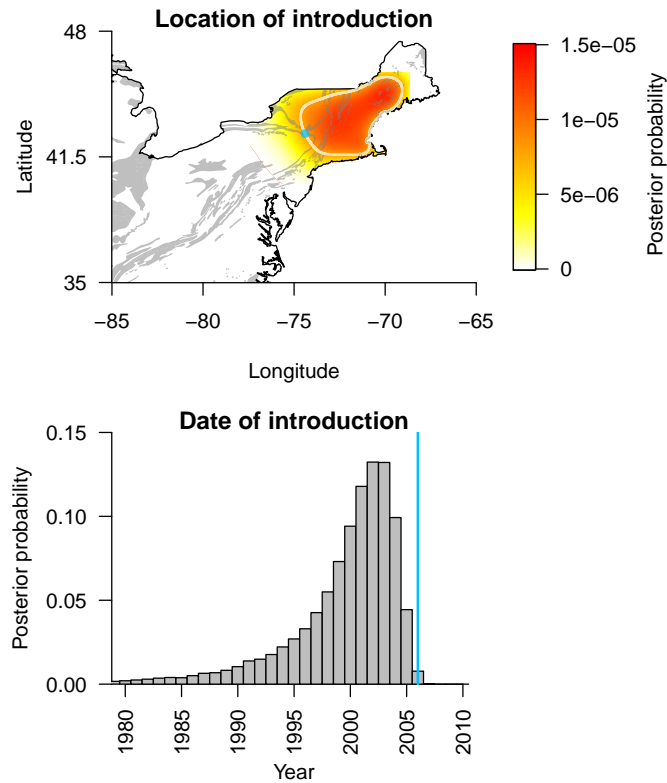 Location of introduction
48
41.5
35
Latitude
−85
−80
−75
−70
−65
Longitude
1.5e−05
1e−05
5e−06
0
Posterior probability
Date of introduction
0.15
0.10
0.05
0.00
Posterior probability
1980
1985
1990
1995
2000
2005
2010
Year